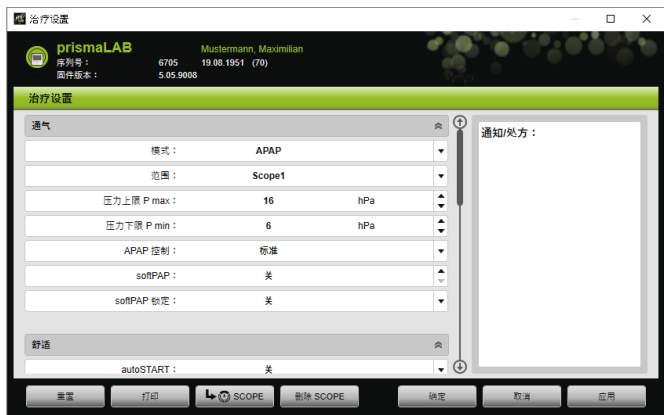 治疗设置
prismaLAB Mustermann, Maximilian
序列号： 6705 19.08.1951 (70)
固件版本： 5.05.9008
治疗设置
通气
模式： APAP
范围： Scope1
压力上限 P max： 16 hPa
压力下限 P min： 6 hPa
APAP 控制： 标准
softPAP： 关
softPAP 锁定： 关
舒适
autoSTART： 关
通知/处方：
重置 打印 SCOPE 删除 SCOPE 确定 取消 应用